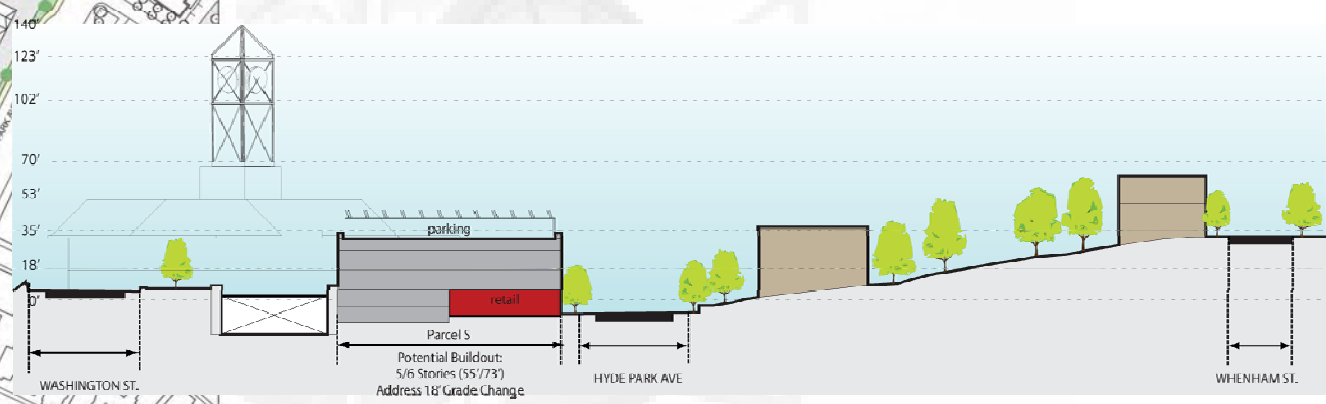 140'
123'
102'
70'
53'
35'
18'
0'
parking
retail
Parcel S
Potential Buildout:
5/6 Stories (55'/73')
Address 18' Grade Change
WASHINGTON ST.
HYDE PARK AVE
WHENHAM ST.